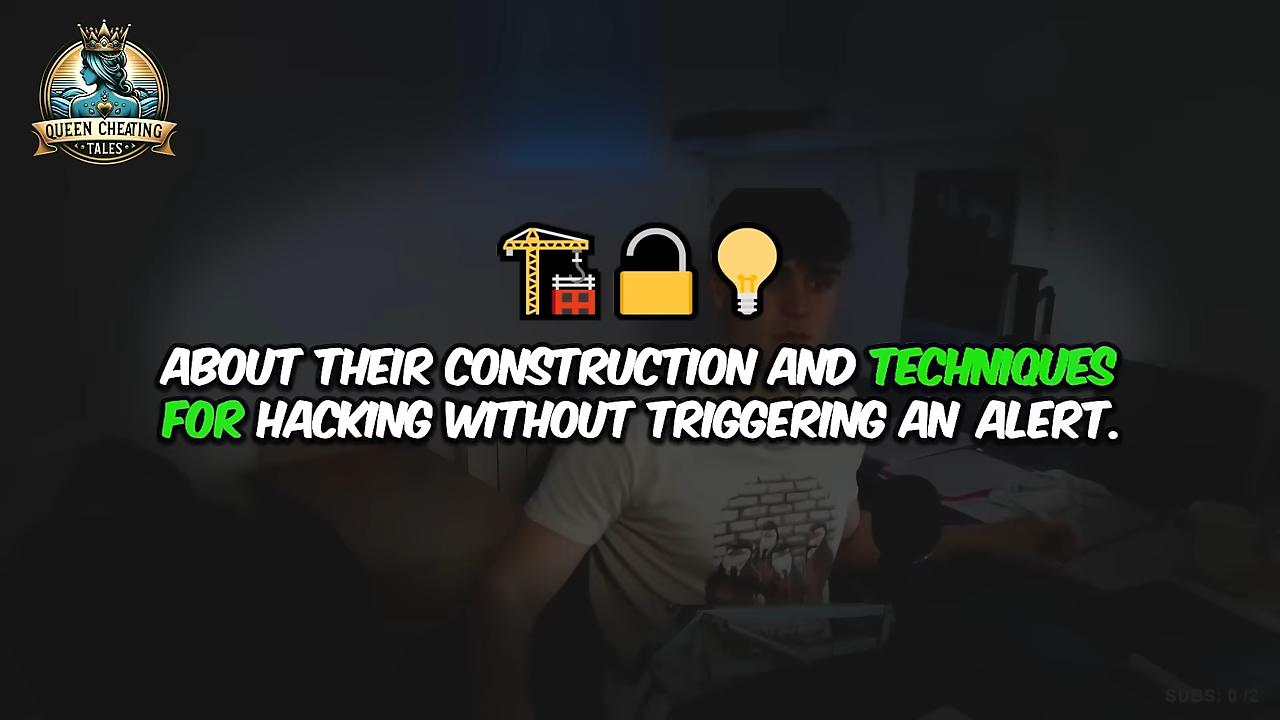 QUEEN CHEATING
TALES
ABOUT THEIR CONSTRUCTION AND TECHNIQUES
FOR HACKING WITHOUT TRIGGERING AN ALERT.
SUBS: 0 /2